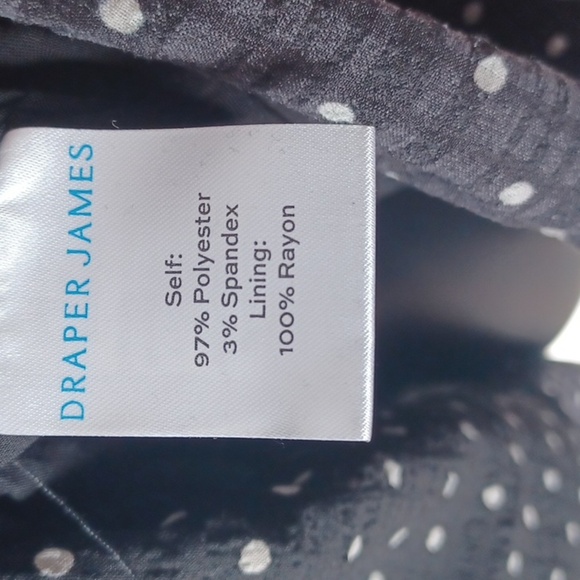 DRAPER JAMES
Self:
97% Polyester
3% Spandex
Lining:
100% Rayon